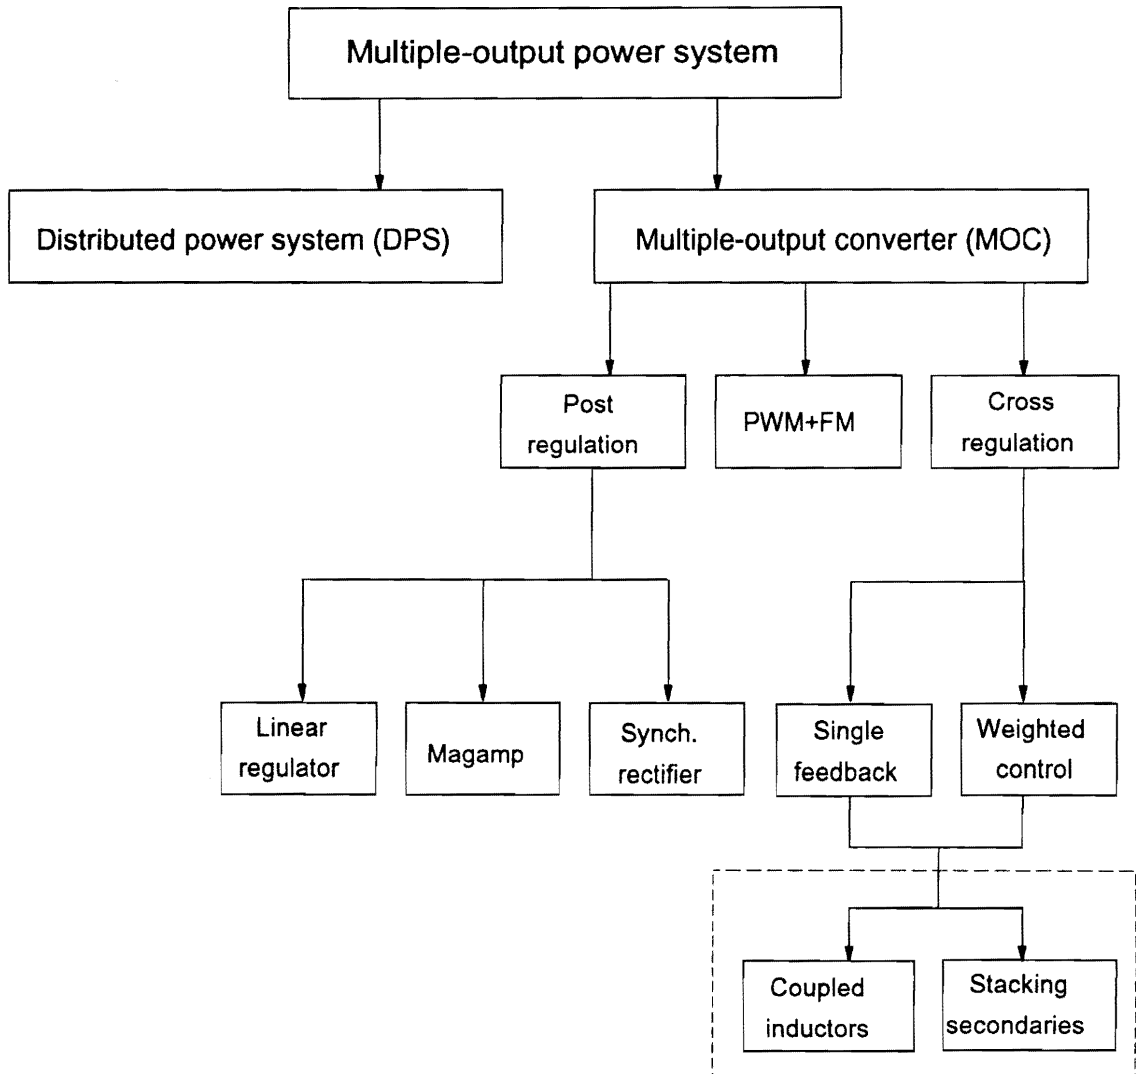 Multiple-output power system
Distributed power system (DPS)
Multiple-output converter (MOC)
Post
regulation
PWM+FM
Cross
regulation
Linear
regulator
Magamp
Synch.
rectifier
Single
feedback
Weighted
control
Coupled
inductors
Stacking
secondaries